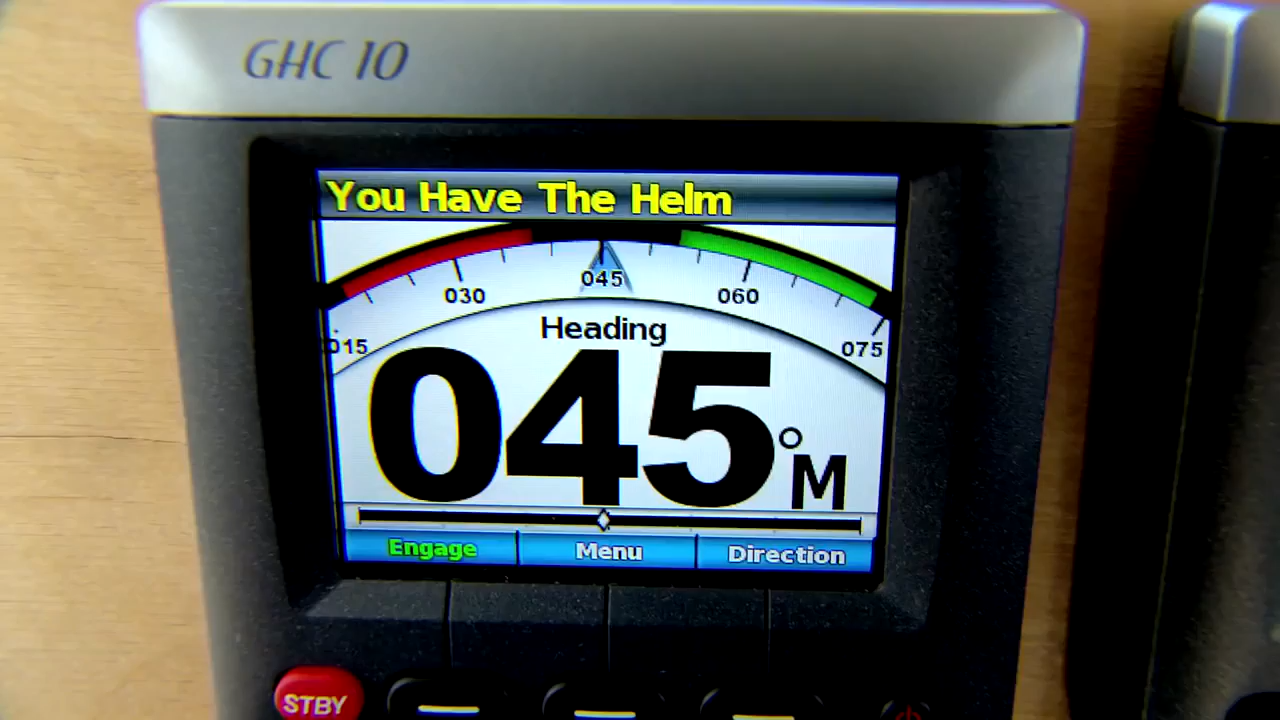 GHC 10
You Have The Helm
015 030 045 060 075
Heading
045°M
Engage Menu Direction
STBY